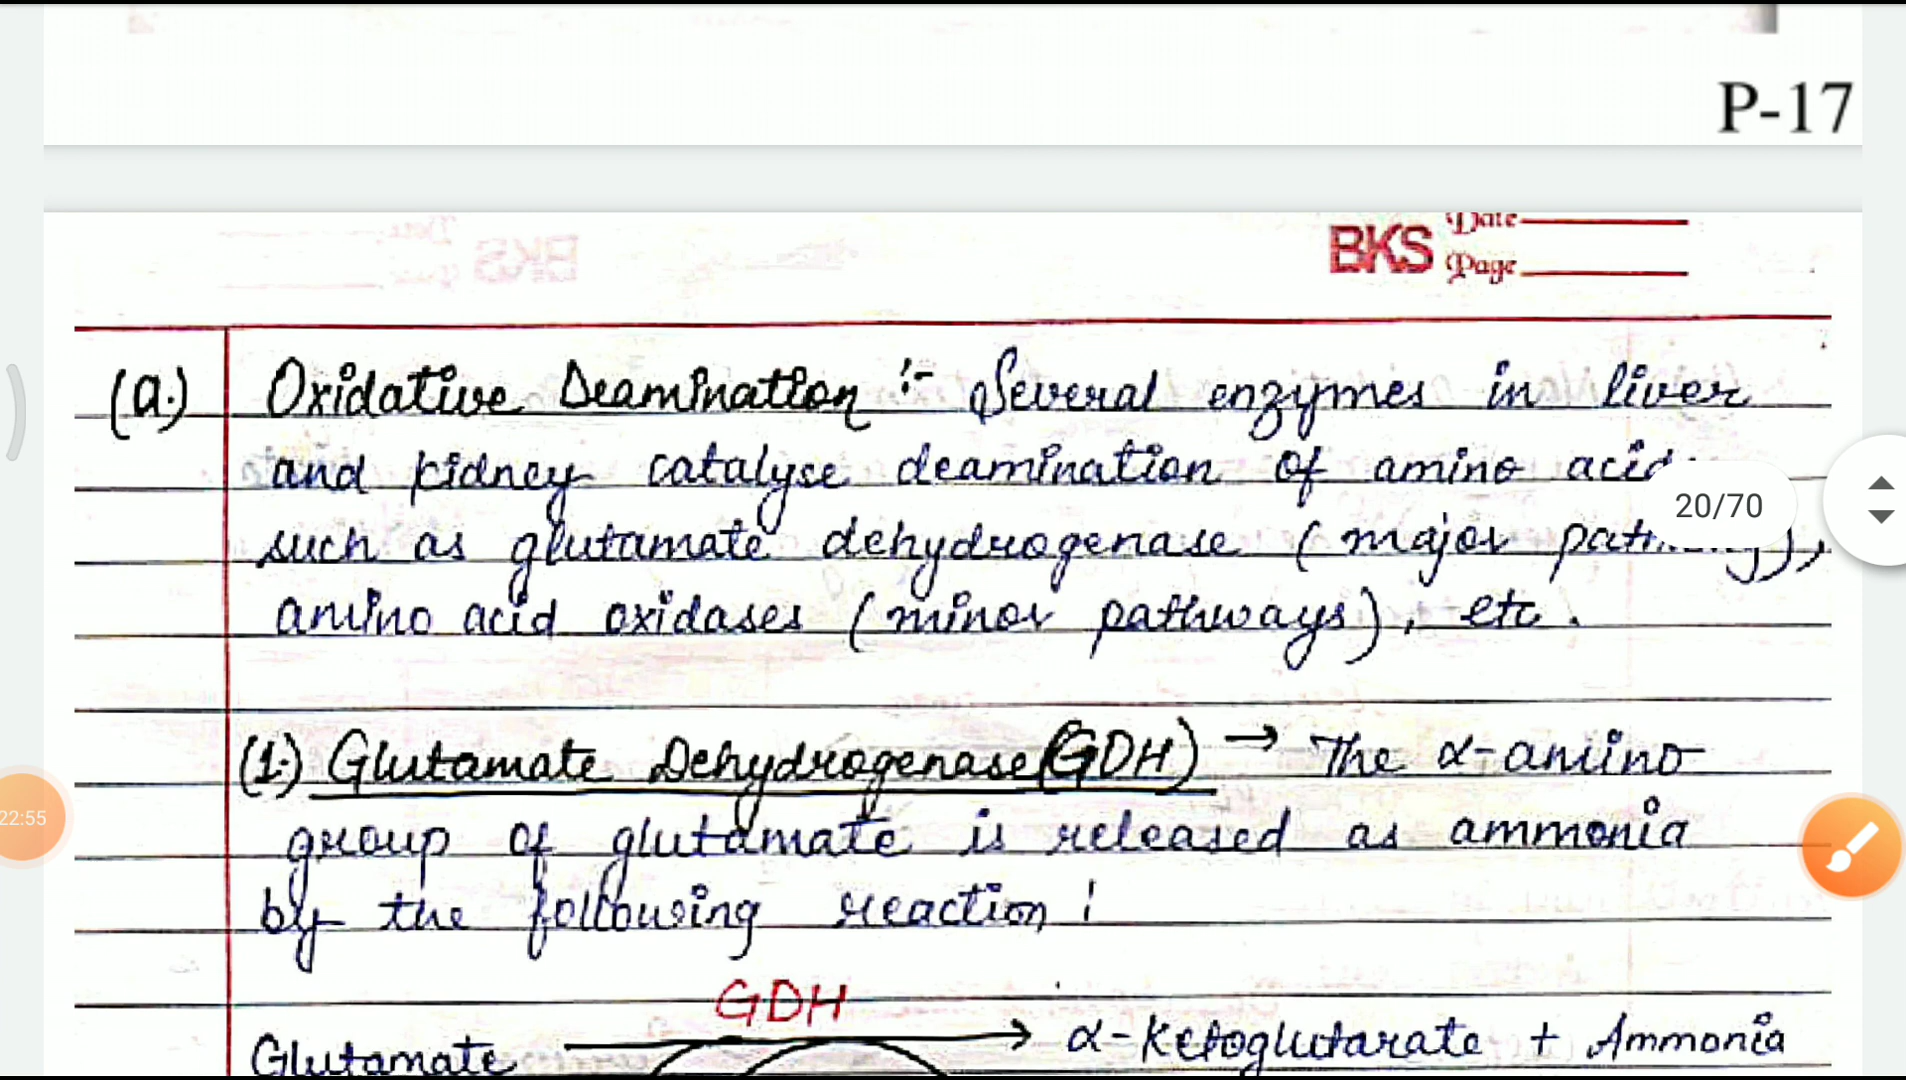 P-17
BKS Date
Page
(a.) Oxidative Deamination :- Several enzymes in liver
and kidney catalyse deamination of amino acid
20/70
such as glutamate dehydrogenase (major
amino acid oxidases (minor pathways), etc.
(1.) Glutamate Dehydrogenase (GDH) → The α-amino
22:55
group of glutamate is released as ammonia
by the following reaction :
GDH
Glutamate → α-Ketoglutarate + Ammonia